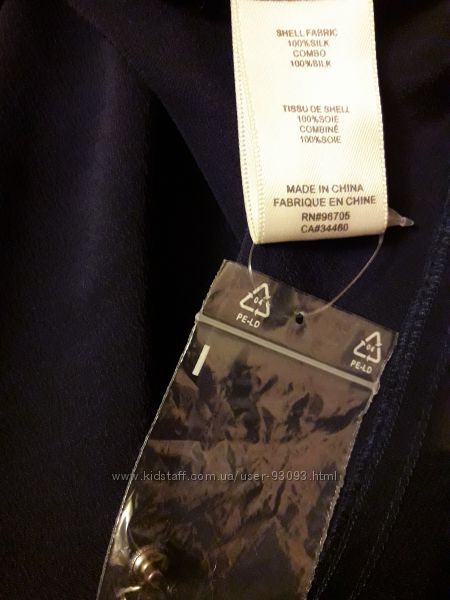 SHELL FABRIC
100%SILK
COMBO
100%SILK
TISSU DE SHELL
100%SOIE
COMBINÉ
100%SOIE
MADE IN CHINA
FABRIQUE EN CHINE
RN#96705
CA#34460
04
PE-LD
04
PE-LD
www.kidstaff.com.ua/user-93093.html